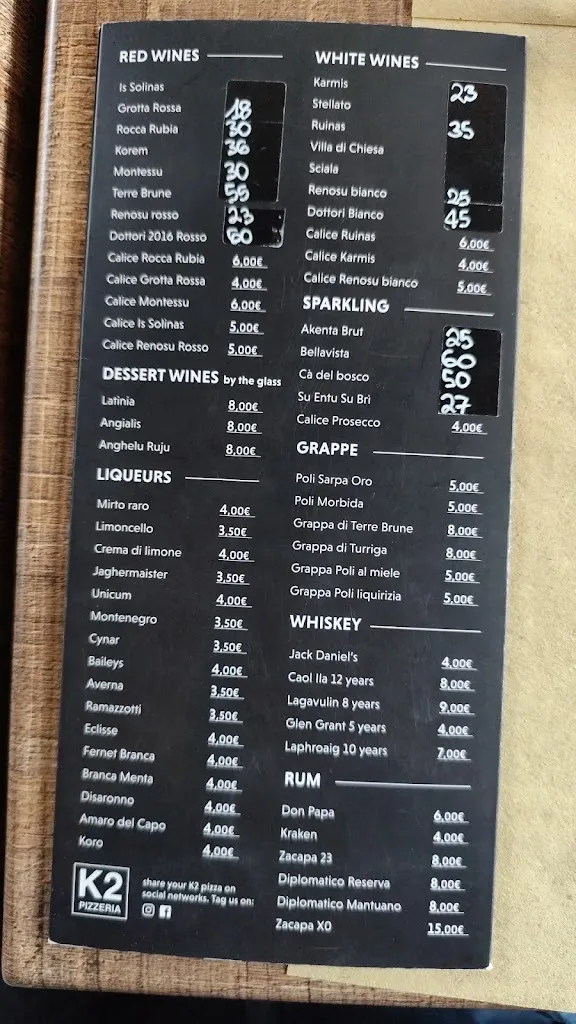 RED WINES
Is Solinas
Grotta Rossa 18
Rocca Rubia 30
Korem 36
Montessu 30
Terre Brune 55
Renosu rosso 23
Dottori 2016 Rosso 60
Calice Rocca Rubia 6,00€
Calice Grotta Rossa 4,00€
Calice Montessu 6,00€
Calice Is Solinas 5,00€
Calice Renosu Rosso 5,00€
DESSERT WINES by the glass
Latinia 8,00€
Angialis 8,00€
Anghelu Ruju 8,00€
LIQUEURS
Mirto raro 4,00€
Limoncello 3,50€
Crema di limone 4,00€
Jaghermaister 3,50€
Unicum 4,00€
Montenegro 3,50€
Cynar 3,50€
Baileys 4,00€
Averna 3,50€
Ramazzotti 3,50€
Eclisse 4,00€
Fernet Branca 4,00€
Branca Menta 4,00€
Disaronno 4,00€
Amaro del Capo 4,00€
Koro 4,00€
K2
PIZZERIA
share your K2 pizza on
social networks. Tag us on:
WHITE WINES
Karmis 23
Stellato
Ruinas 35
Villa di Chiesa
Sciala
Renosu bianco 25
Dottori Bianco 45
Calice Ruinas 6,00€
Calice Karmis 4,00€
Calice Renosu bianco 5,00€
SPARKLING
Akenta Brut 25
Bellavista 60
Cà del bosco 50
Su Entu Su Bri 27
Calice Prosecco 4,00€
GRAPPE
Poli Sarpa Oro 5,00€
Poli Morbida 5,00€
Grappa di Terre Brune 8,00€
Grappa di Turriga 8,00€
Grappa Poli al miele 5,00€
Grappa Poli liquirizia 5,00€
WHISKEY
Jack Daniel's 4,00€
Caol Ila 12 years 8,00€
Lagavulin 8 years 9,00€
Glen Grant 5 years 4,00€
Laphroaig 10 years 7,00€
RUM
Don Papa 6,00€
Kraken 4,00€
Zacapa 23 8,00€
Diplomatico Reserva 8,00€
Diplomatico Mantuano 8,00€
Zacapa X0 15,00€